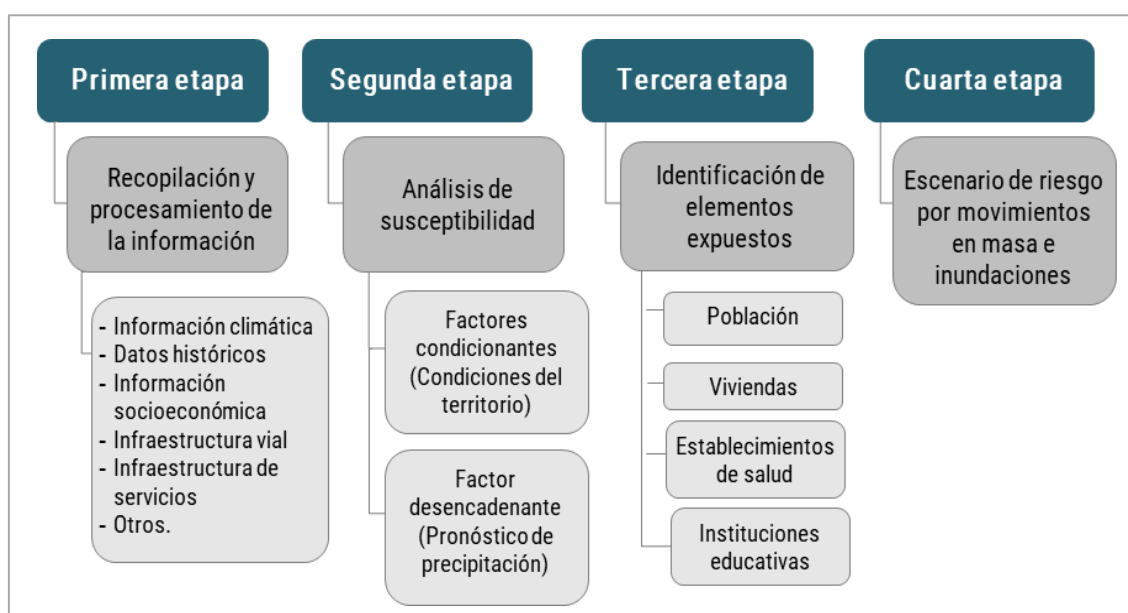 Primera etapa
Recopilación y
procesamiento de
la información
- Información climática
- Datos históricos
- Información
socioeconómica
- Infraestructura vial
- Infraestructura de
servicios
- Otros.
Segunda etapa
Análisis de
susceptibilidad
Factores
condicionantes
(Condiciones del
territorio)
Factor
desencadenante
(Pronóstico de
precipitación)
Tercera etapa
Identificación de
elementos
expuestos
Población
Viviendas
Establecimientos
de salud
Instituciones
educativas
Cuarta etapa
Escenario de riesgo
por movimientos
en masa e
inundaciones